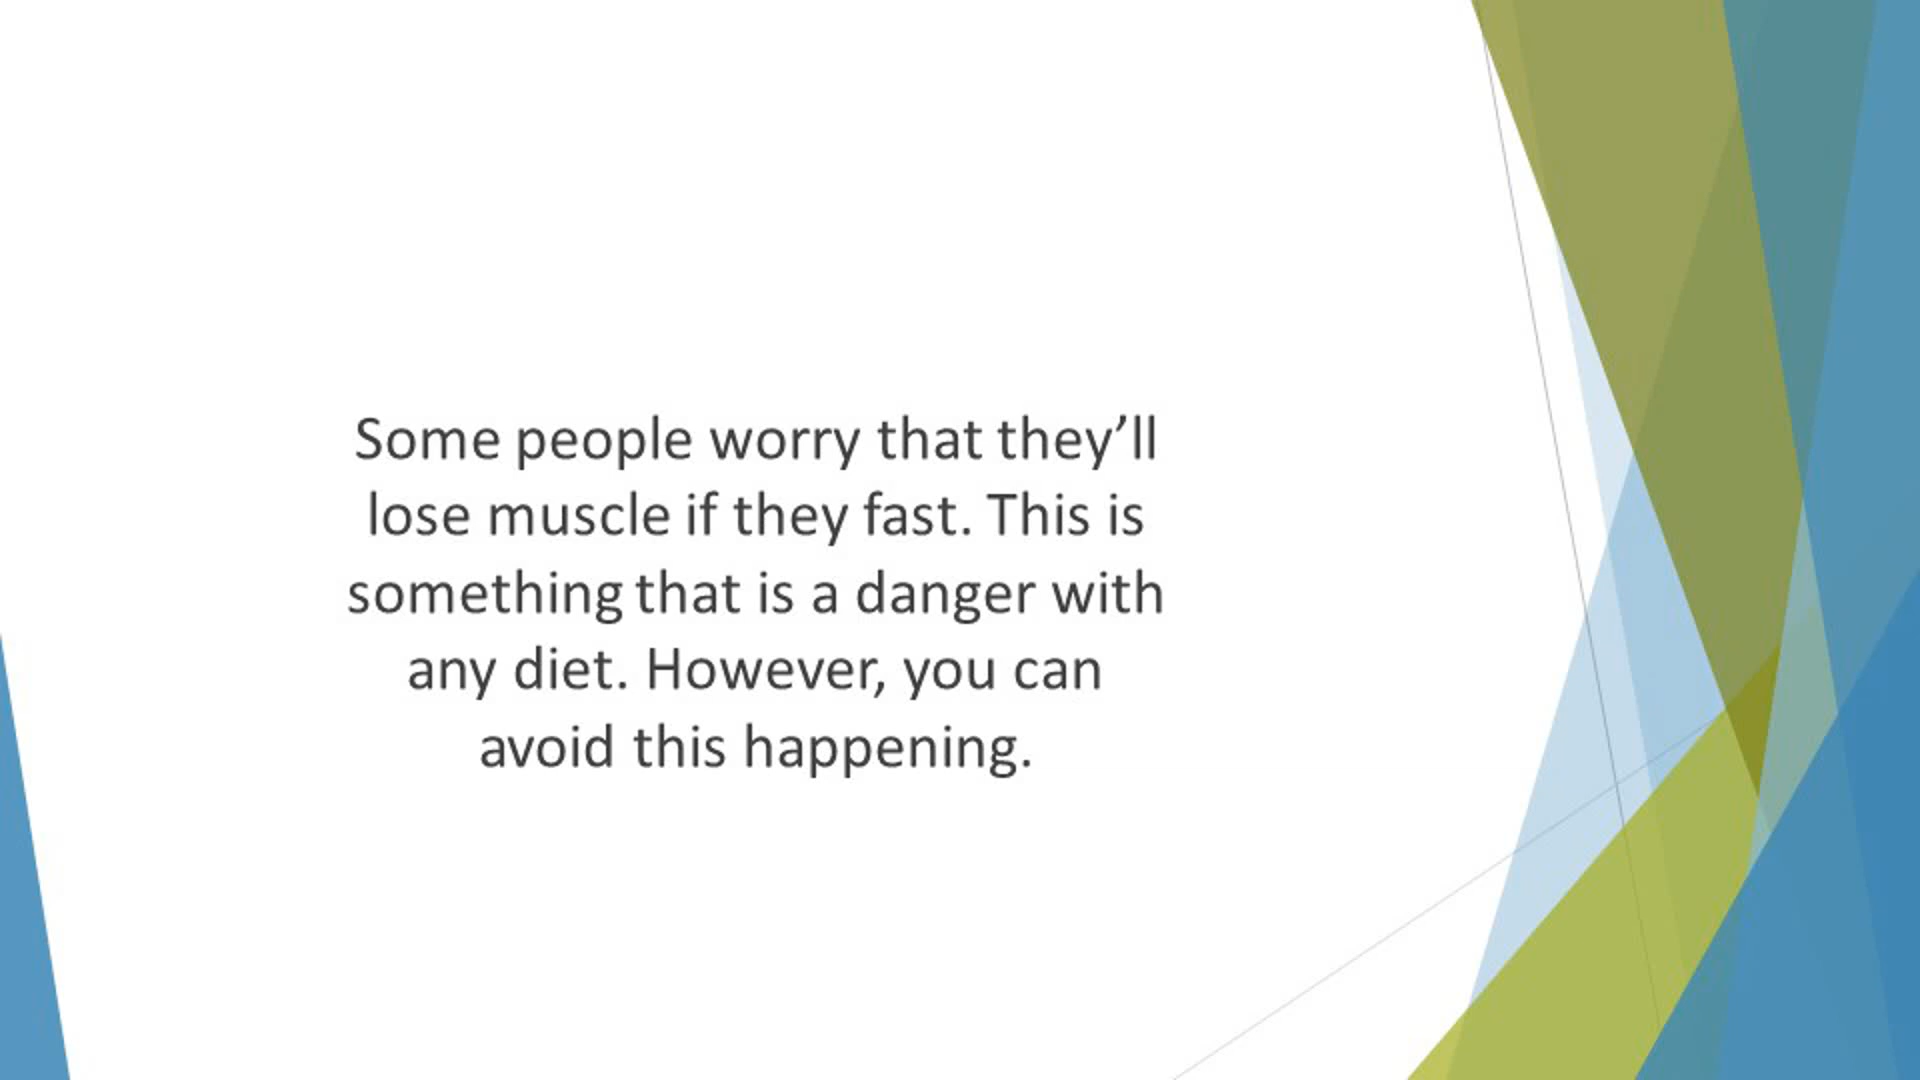 Some people worry that they’ll
lose muscle if they fast. This is
something that is a danger with
any diet. However, you can
avoid this happening.